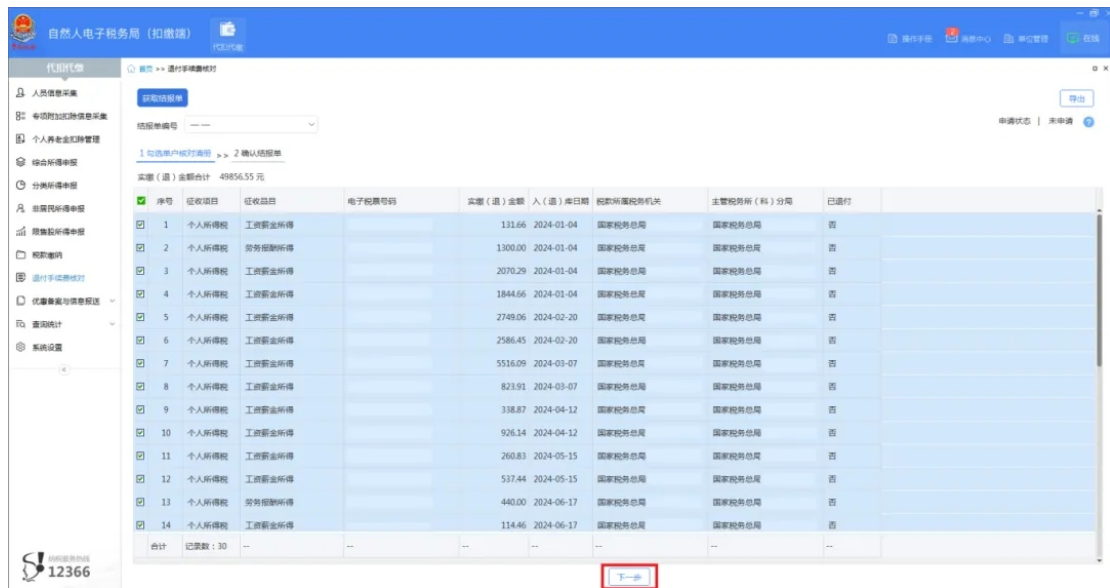 自然人电子税务局（扣缴端）
代扣代缴
操作手册 消息中心 单位管理 在线
代扣代缴
首页 >> 退付手续费核对
人员信息采集
专项附加扣除信息采集
个人养老金扣除管理
综合所得申报
分类所得申报
非居民所得申报
限售股所得申报
税款缴纳
退付手续费核对
优惠备案与信息报送
查询统计
系统设置
获取结报单
导出
结报单编号 -- --
申请状态 | 未申请
1 勾选单户核对清册 >> 2 确认结报单
实缴（退）金额合计 49856.55 元
序号 征收项目 征收品目 电子税票号码 实缴（退）金额 入（退）库日期 税款所属税务机关 主管税务所（科）分局 已退付
1 个人所得税 工资薪金所得 131.66 2024-01-04 国家税务总局 国家税务总局 否
2 个人所得税 劳务报酬所得 1300.00 2024-01-04 国家税务总局 国家税务总局 否
3 个人所得税 工资薪金所得 2070.29 2024-01-04 国家税务总局 国家税务总局 否
4 个人所得税 工资薪金所得 1844.66 2024-01-04 国家税务总局 国家税务总局 否
5 个人所得税 工资薪金所得 2749.06 2024-02-20 国家税务总局 国家税务总局 否
6 个人所得税 工资薪金所得 2586.45 2024-02-20 国家税务总局 国家税务总局 否
7 个人所得税 工资薪金所得 5516.09 2024-03-07 国家税务总局 国家税务总局 否
8 个人所得税 工资薪金所得 823.91 2024-03-07 国家税务总局 国家税务总局 否
9 个人所得税 工资薪金所得 338.87 2024-04-12 国家税务总局 国家税务总局 否
10 个人所得税 工资薪金所得 926.14 2024-04-12 国家税务总局 国家税务总局 否
11 个人所得税 工资薪金所得 260.83 2024-05-15 国家税务总局 国家税务总局 否
12 个人所得税 工资薪金所得 537.44 2024-05-15 国家税务总局 国家税务总局 否
13 个人所得税 劳务报酬所得 440.00 2024-06-17 国家税务总局 国家税务总局 否
14 个人所得税 工资薪金所得 114.46 2024-06-17 国家税务总局 国家税务总局 否
合计 记录数：30 -- -- -- -- -- -- --
纳税服务热线
12366
下一步